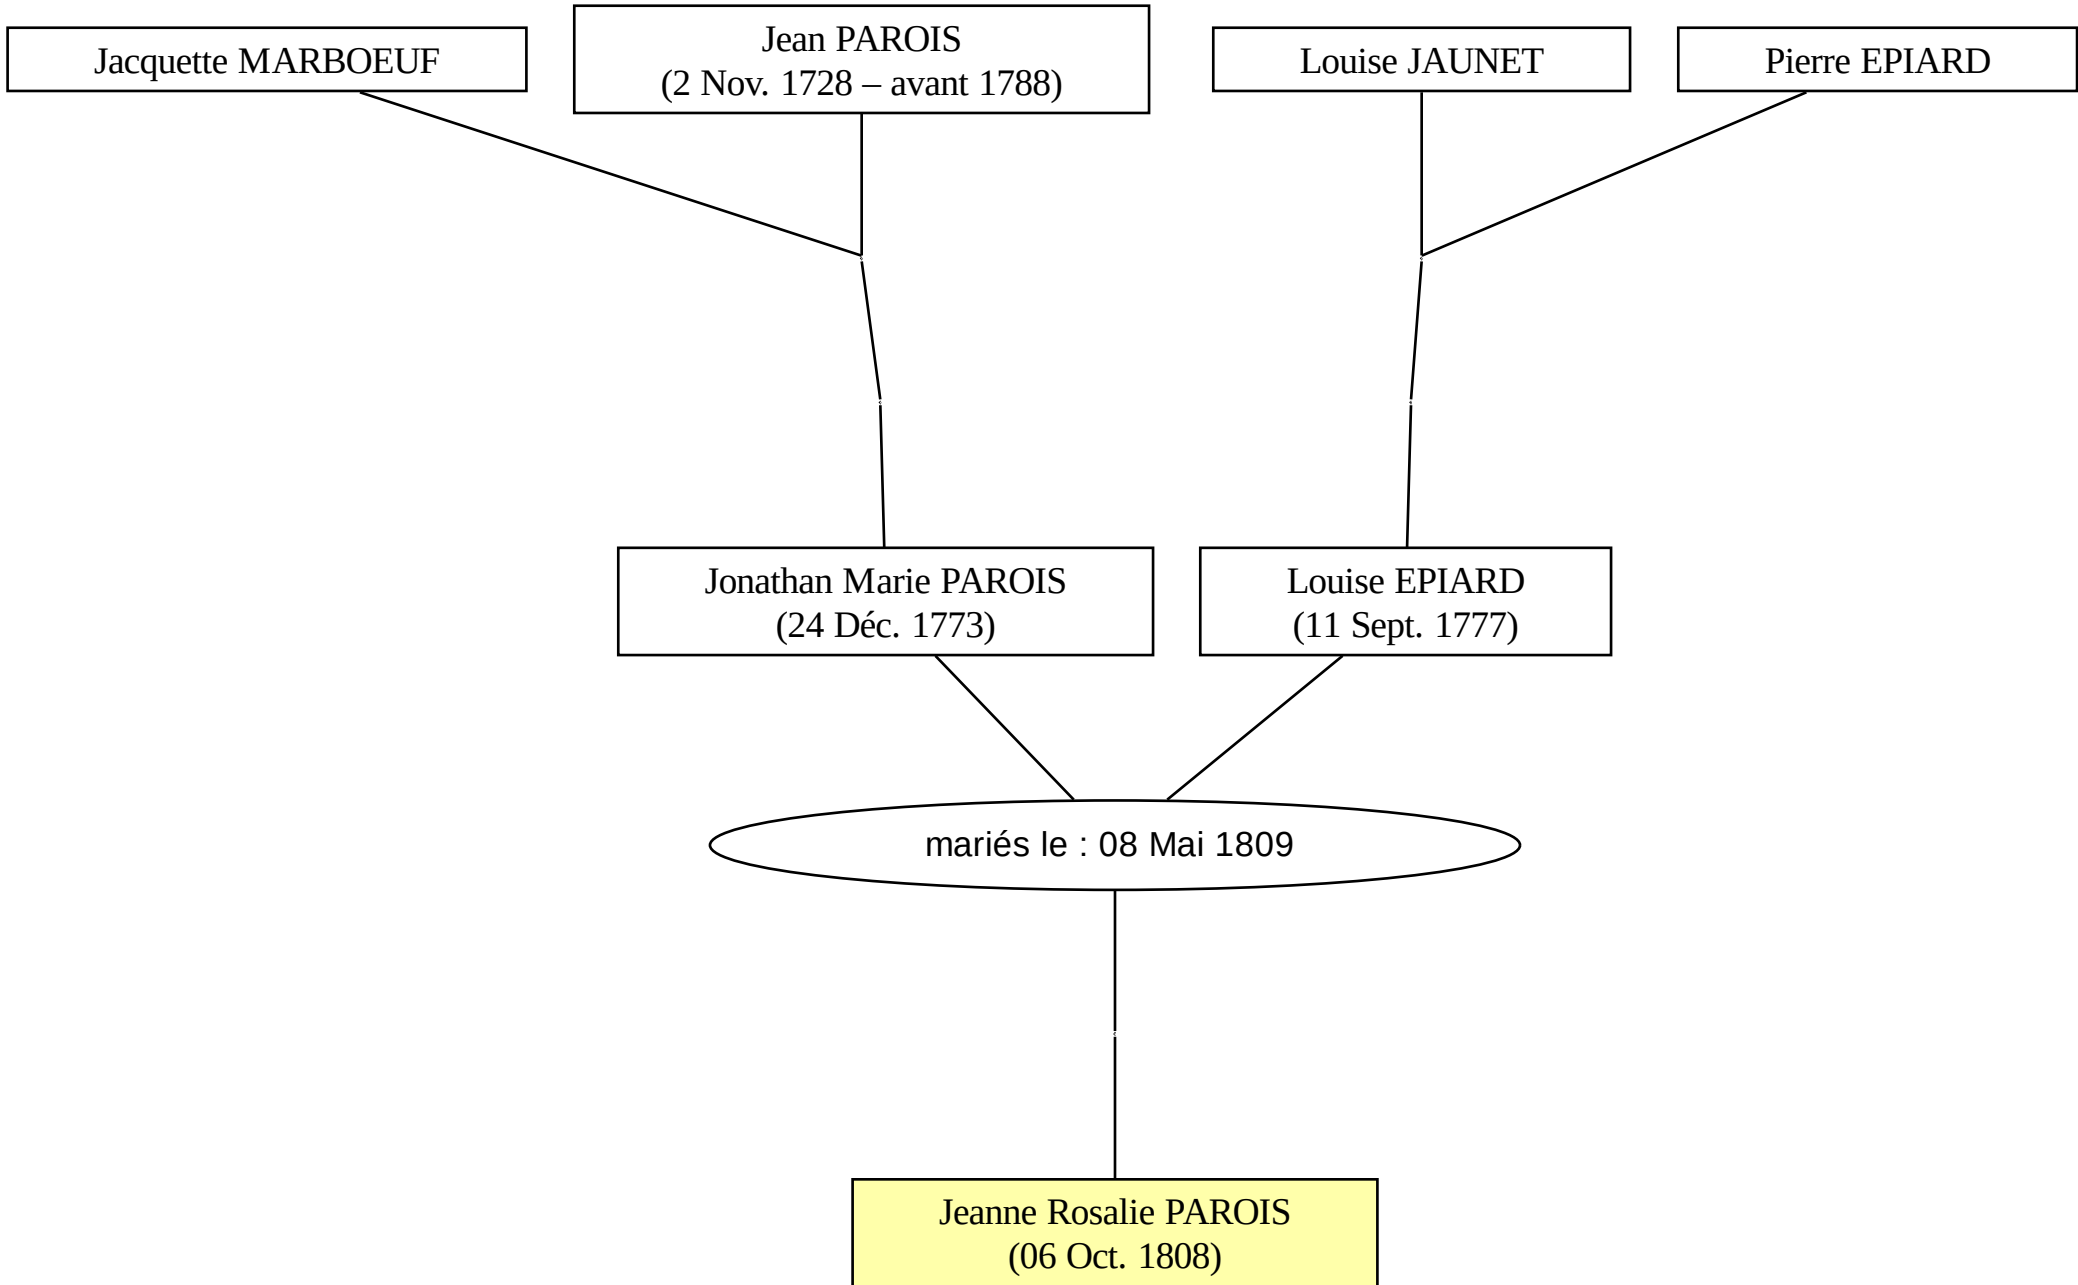 Jacquette MARBOEUF
Jean PAROIS
(2 Nov. 1728 – avant 1788)
Louise JAUNET
Pierre EPIARD
Jonathan Marie PAROIS
(24 Déc. 1773)
Louise EPIARD
(11 Sept. 1777)
mariés le : 08 Mai 1809
Jeanne Rosalie PAROIS
(06 Oct. 1808)